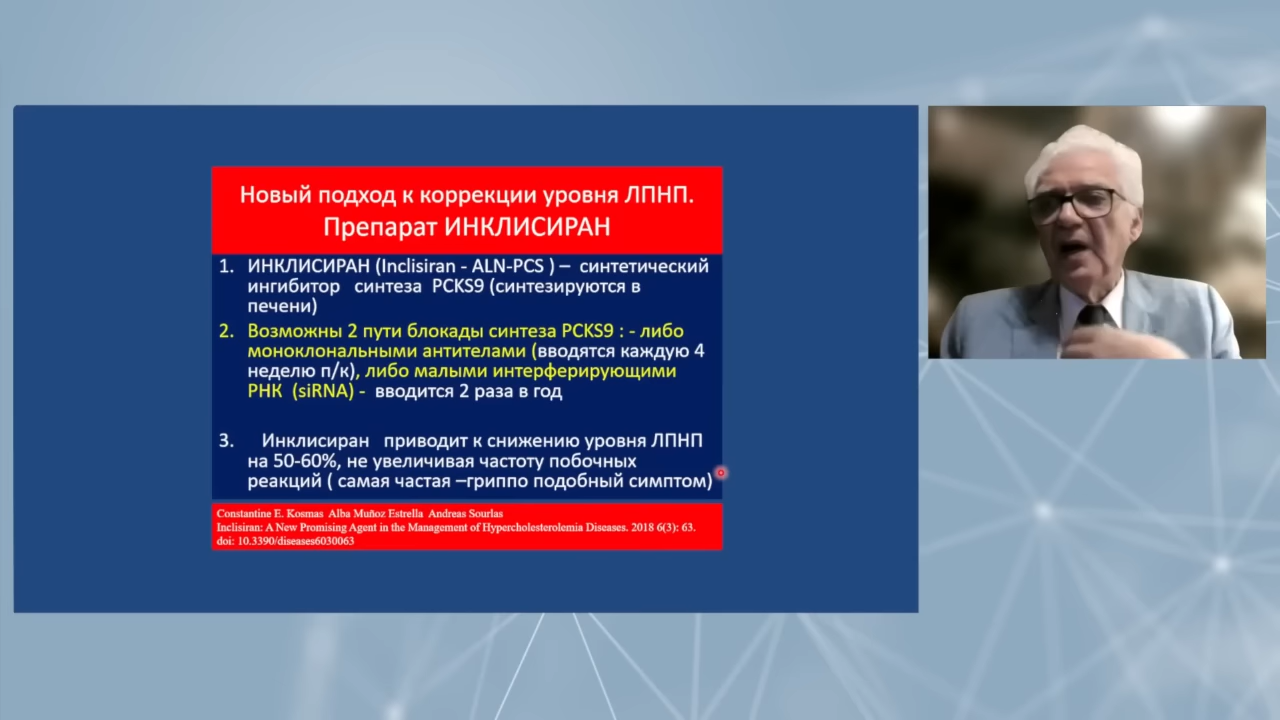 Новый подход к коррекции уровня ЛПНП.
Препарат ИНКЛИСИРАН
1. ИНКЛИСИРАН (Inclisiran - ALN-PCS ) – синтетический
ингибитор синтеза PCKS9 (синтезируются в
печени)
2. Возможны 2 пути блокады синтеза PCKS9 : - либо
моноклональными антителами (вводятся каждую 4
неделю п/к), либо малыми интерферирующими
РНК (siRNA) - вводится 2 раза в год
3. Инклисиран приводит к снижению уровня ЛПНП
на 50-60%, не увеличивая частоту побочных
реакций ( самая частая –гриппо подобный симптом)
Constantine E. Kosmas Alba Muñoz Estrella Andreas Sourlas
Inclisiran: A New Promising Agent in the Management of Hypercholesterolemia Diseases. 2018 6(3): 63.
doi: 10.3390/diseases6030063